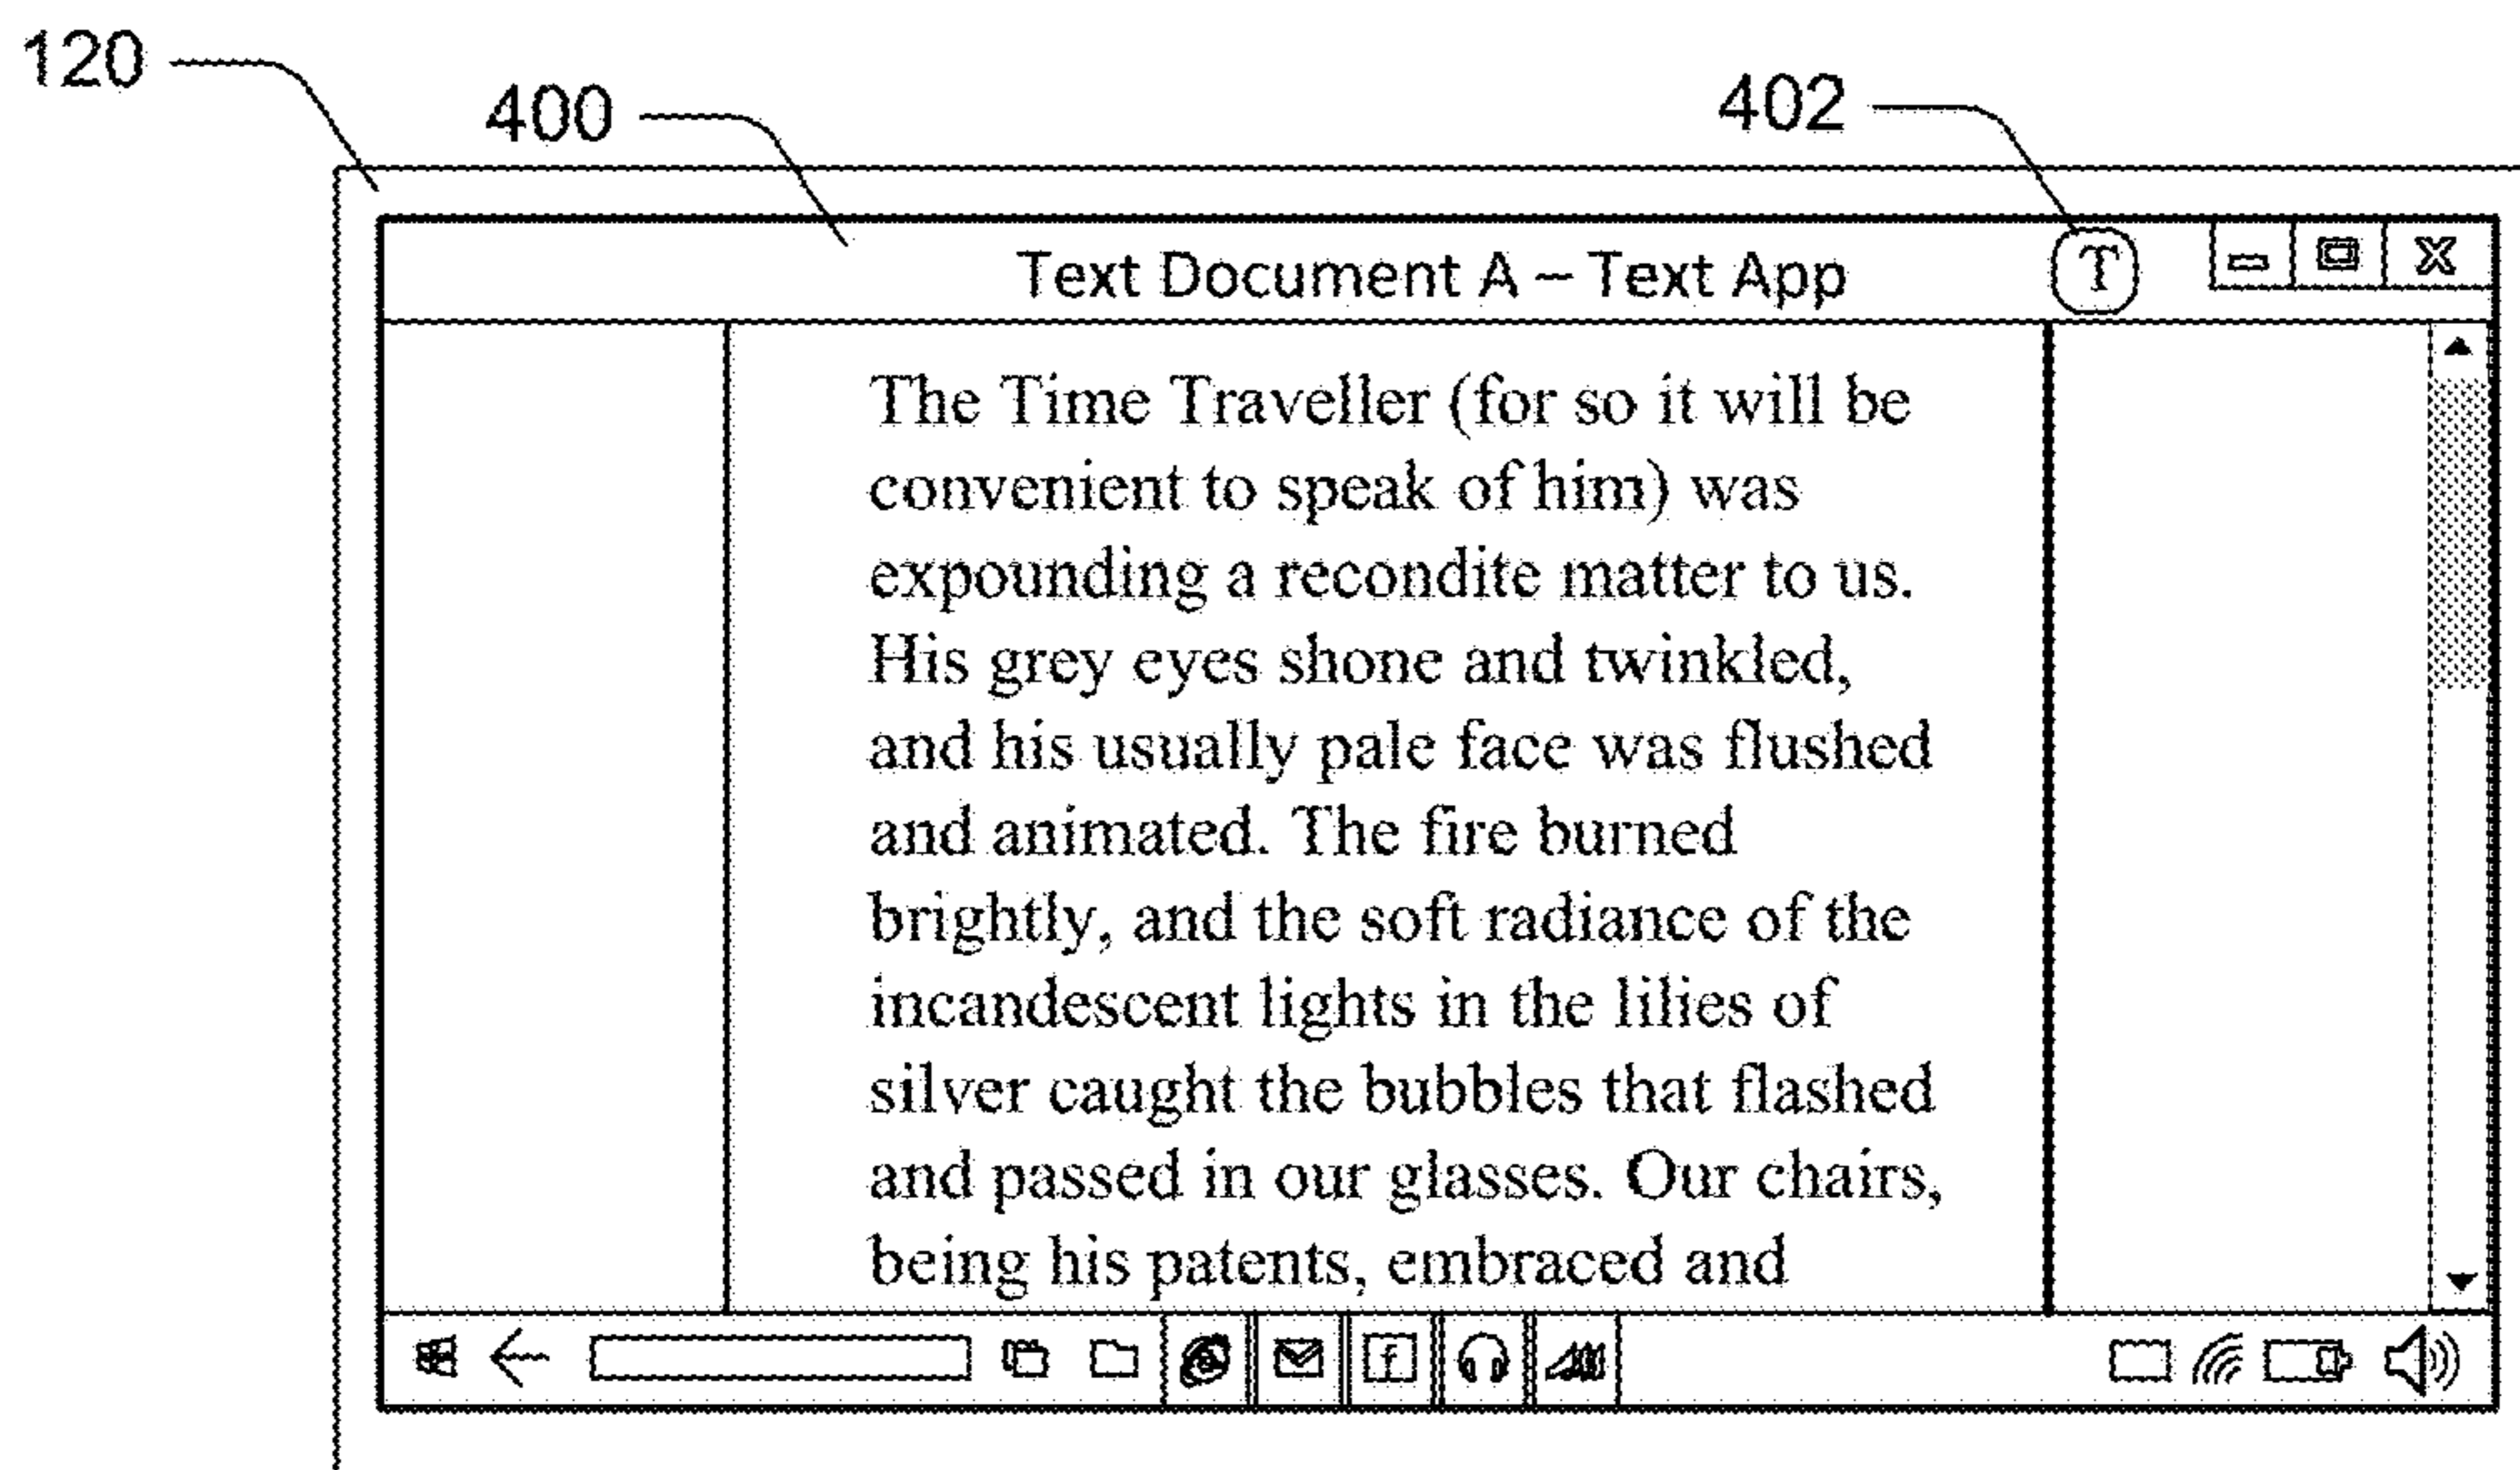 120
400
402
Text Document A – Text App
T
X
The Time Traveller (for so it will be
convenient to speak of him) was
expounding a recondite matter to us.
His grey eyes shone and twinkled,
and his usually pale face was flushed
and animated. The fire burned
brightly, and the soft radiance of the
incandescent lights in the lilies of
silver caught the bubbles that flashed
and passed in our glasses. Our chairs,
being his patents, embraced and
f